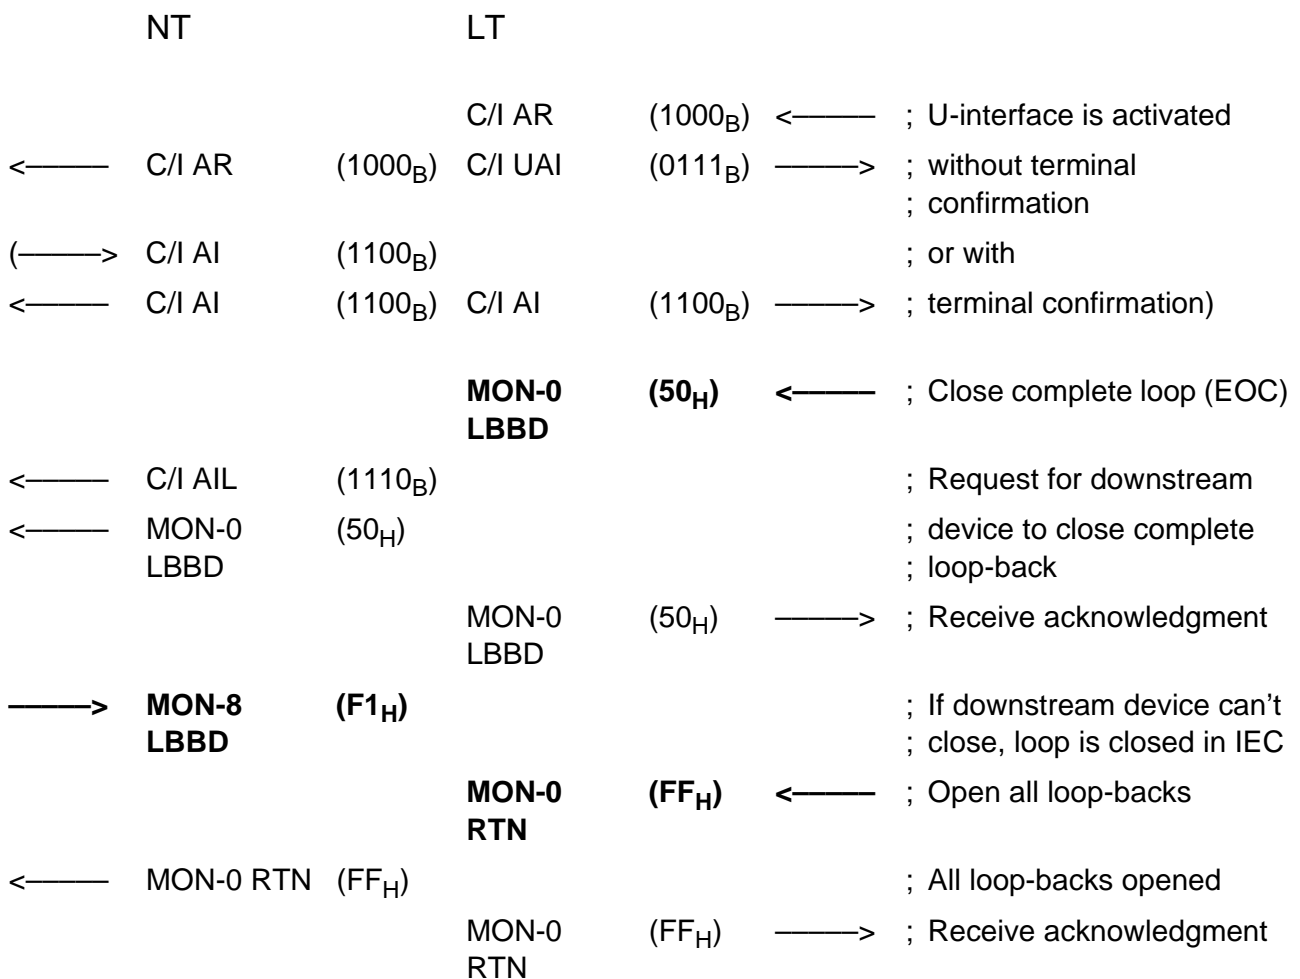 NT LT
C/I AR (1000B) <––––– ; U-interface is activated
<––––– C/I AR (1000B) C/I UAI (0111B) –––––> ; without terminal
; confirmation
(–––––> C/I AI (1100B) ; or with
<––––– C/I AI (1100B) C/I AI (1100B) –––––> ; terminal confirmation)
MON-0 (50H) <––––– ; Close complete loop (EOC)
LBBD
<––––– C/I AIL (1110B) ; Request for downstream
<––––– MON-0 (50H) ; device to close complete
LBBD ; loop-back
MON-0 (50H) –––––> ; Receive acknowledgment
LBBD
–––––> MON-8 (F1H) ; If downstream device can't
LBBD ; close, loop is closed in IEC
MON-0 (FFH) <––––– ; Open all loop-backs
RTN
<––––– MON-0 RTN (FFH) ; All loop-backs opened
MON-0 (FFH) –––––> ; Receive acknowledgment
RTN